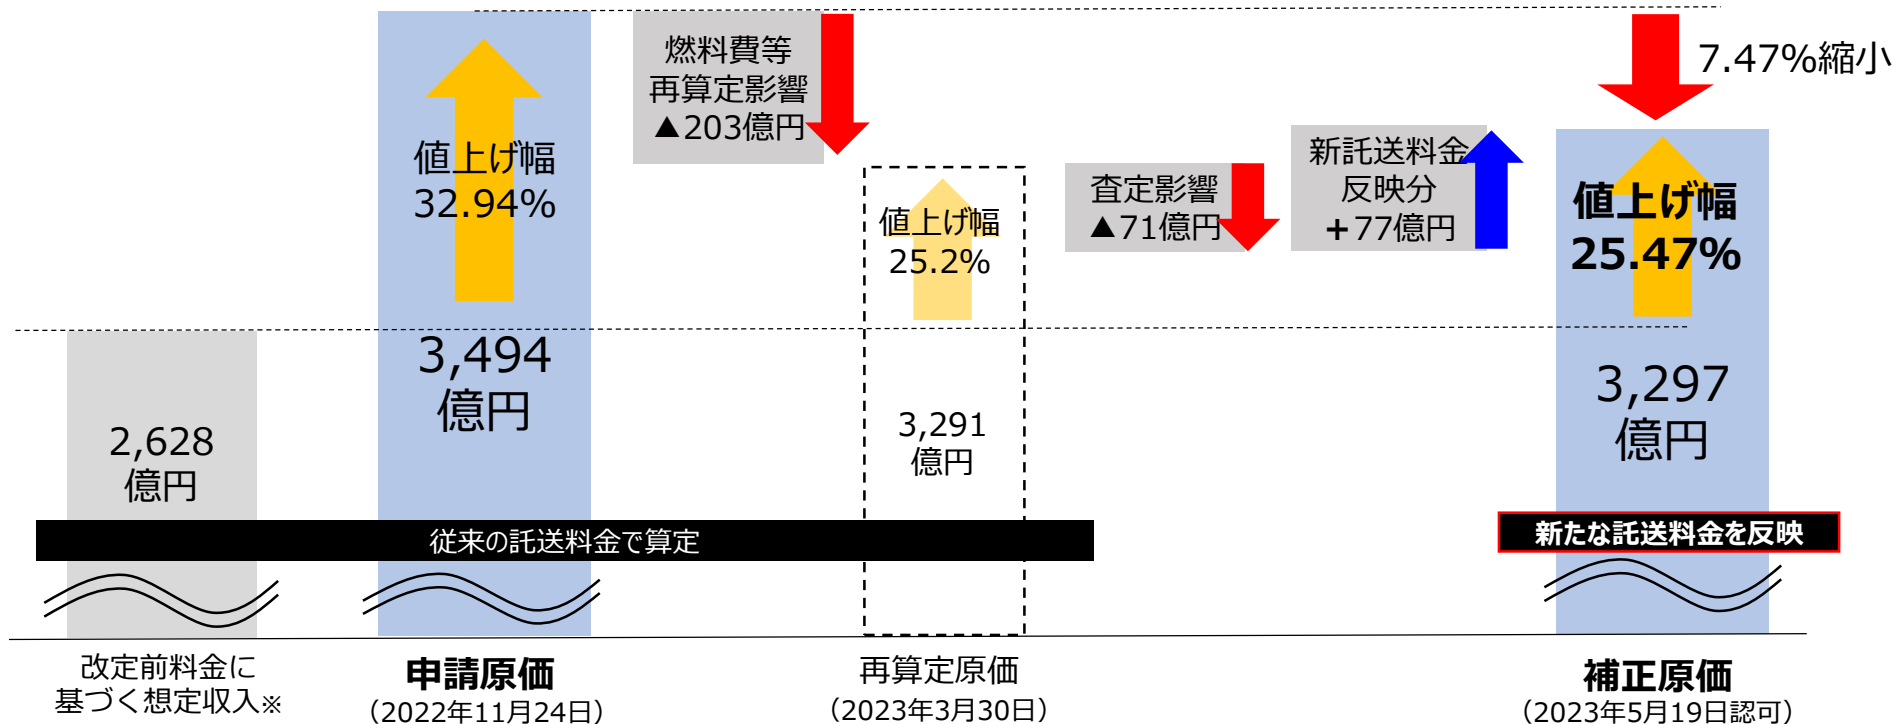 燃料費等
再算定影響
▲203億円
7.47%縮小
値上げ幅
32.94%
値上げ幅
25.2%
査定影響
▲71億円
新託送料金
反映分
+77億円
値上げ幅
25.47%
2,628
億円
3,494
億円
3,291
億円
3,297
億円
従来の託送料金で算定
新たな託送料金を反映
改定前料金に
基づく想定収入※
申請原価
（2022年11月24日）
再算定原価
（2023年3月30日）
補正原価
（2023年5月19日認可）